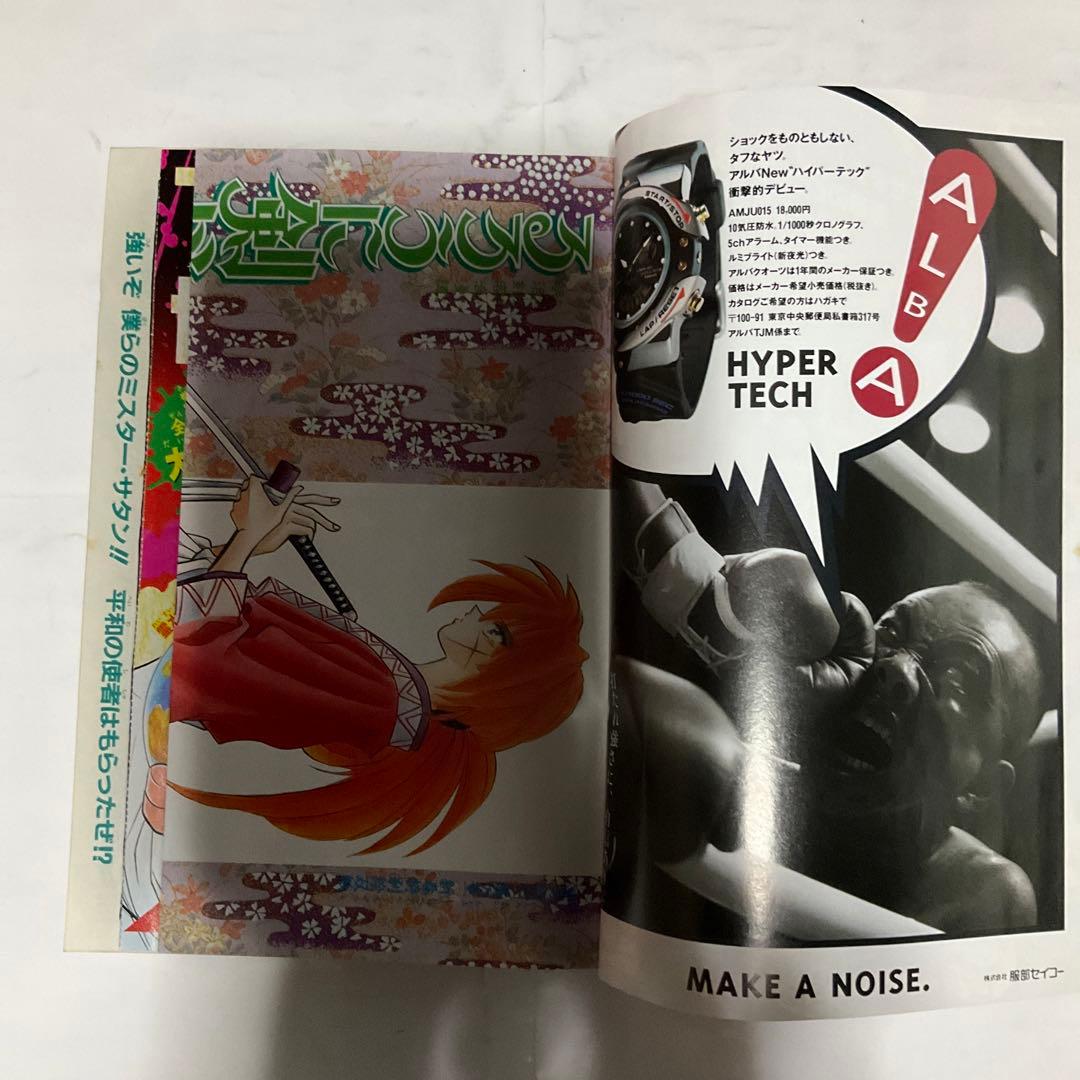 強いぞ 僕らのミスター・サタン!! 平和の使者はもらったぜ!?
るろうに剣
ショックをものともしない、
タフなヤツ。
アルバNew"ハイパーテック"
衝撃的デビュー。
AMJU015 18,000円
10気圧防水、1/1000秒クロノグラフ、
5chアラーム、タイマー機能つき。
ルミブライト(新夜光)つき。
アルバクオーツは1年間のメーカー保証つき。
価格はメーカー希望小売価格(税抜き)。
カタログご希望の方はハガキで
〒100-91 東京中央郵便局私書箱317号
アルバTJM係まで。
HYPER
TECH
ALBA
START/STOP
LAP/RESET
MAKE A NOISE.
株式会社 服部セイコー